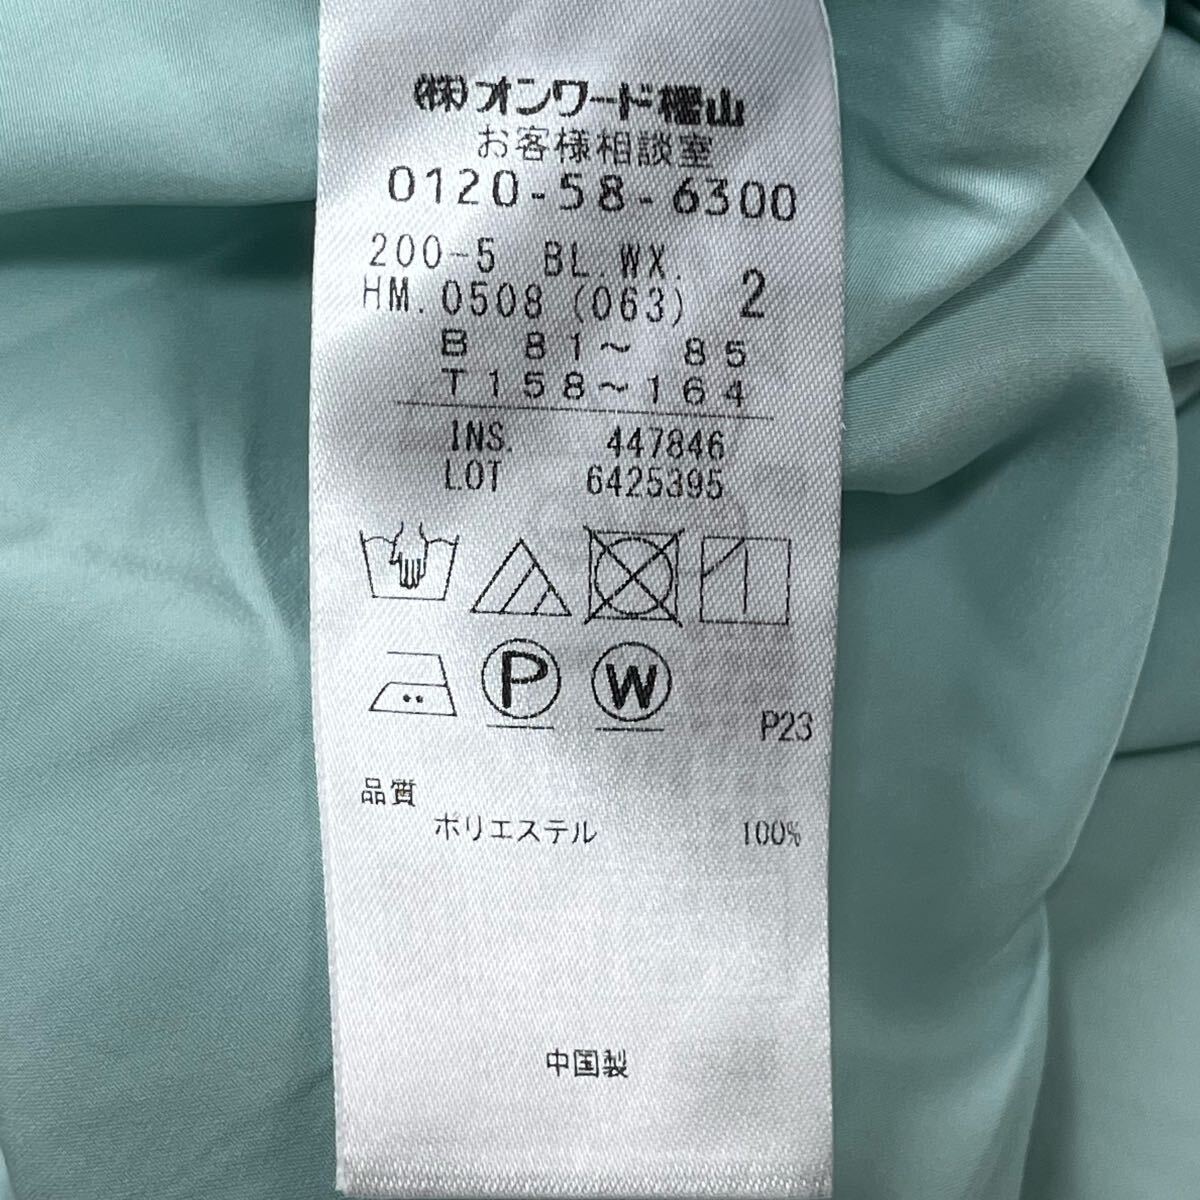 (株)オンワード樫山
お客様相談室
0120-58-6300
200-5 BL.WX.
HM.0508(063) 2
B 81～ 85
T158～164
INS. 447846
LOT 6425395
P W
P23
品質
ポリエステル 100%
中国製